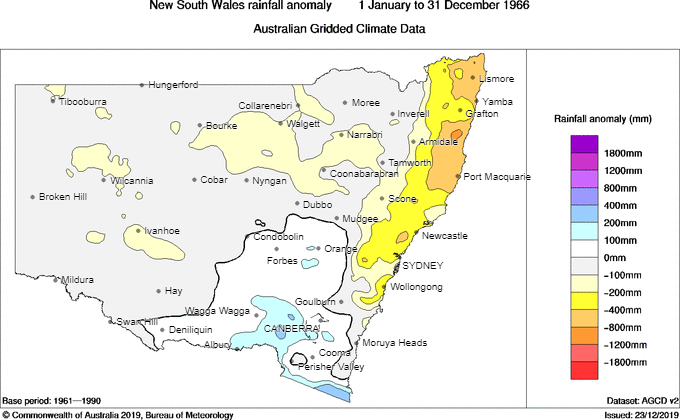 New South Wales rainfall anomaly 1 January to 31 December 1966
Australian Gridded Climate Data
Lismore
Hungerford
Tibooburra
Collarenebri
Moree
Yamba
Inverell
Grafton
Bourke
Walgett
Narrabri
Armidale
Tamworth
Coonabarabran
Wilcannia
Cobar
Nyngan
Port Macquarie
Broken Hill
Scone
Dubbo
Mudgee
Ivanhoe
Condobolin
Newcastle
Orange
Forbes
SYDNEY
Mildura
Hay
Wollongong
Goulburn
Wagga Wagga
Swan Hill
Deniliquin
CANBERRA
Albury
Moruya Heads
Cooma
Perisher Valley
Rainfall anomaly (mm)
1800mm
1200mm
800mm
400mm
200mm
100mm
0mm
-100mm
-200mm
-400mm
-800mm
-1200mm
-1800mm
Base period: 1961—1990
Dataset: AGCD v2
© Commonwealth of Australia 2019, Bureau of Meteorology
Issued: 23/12/2019